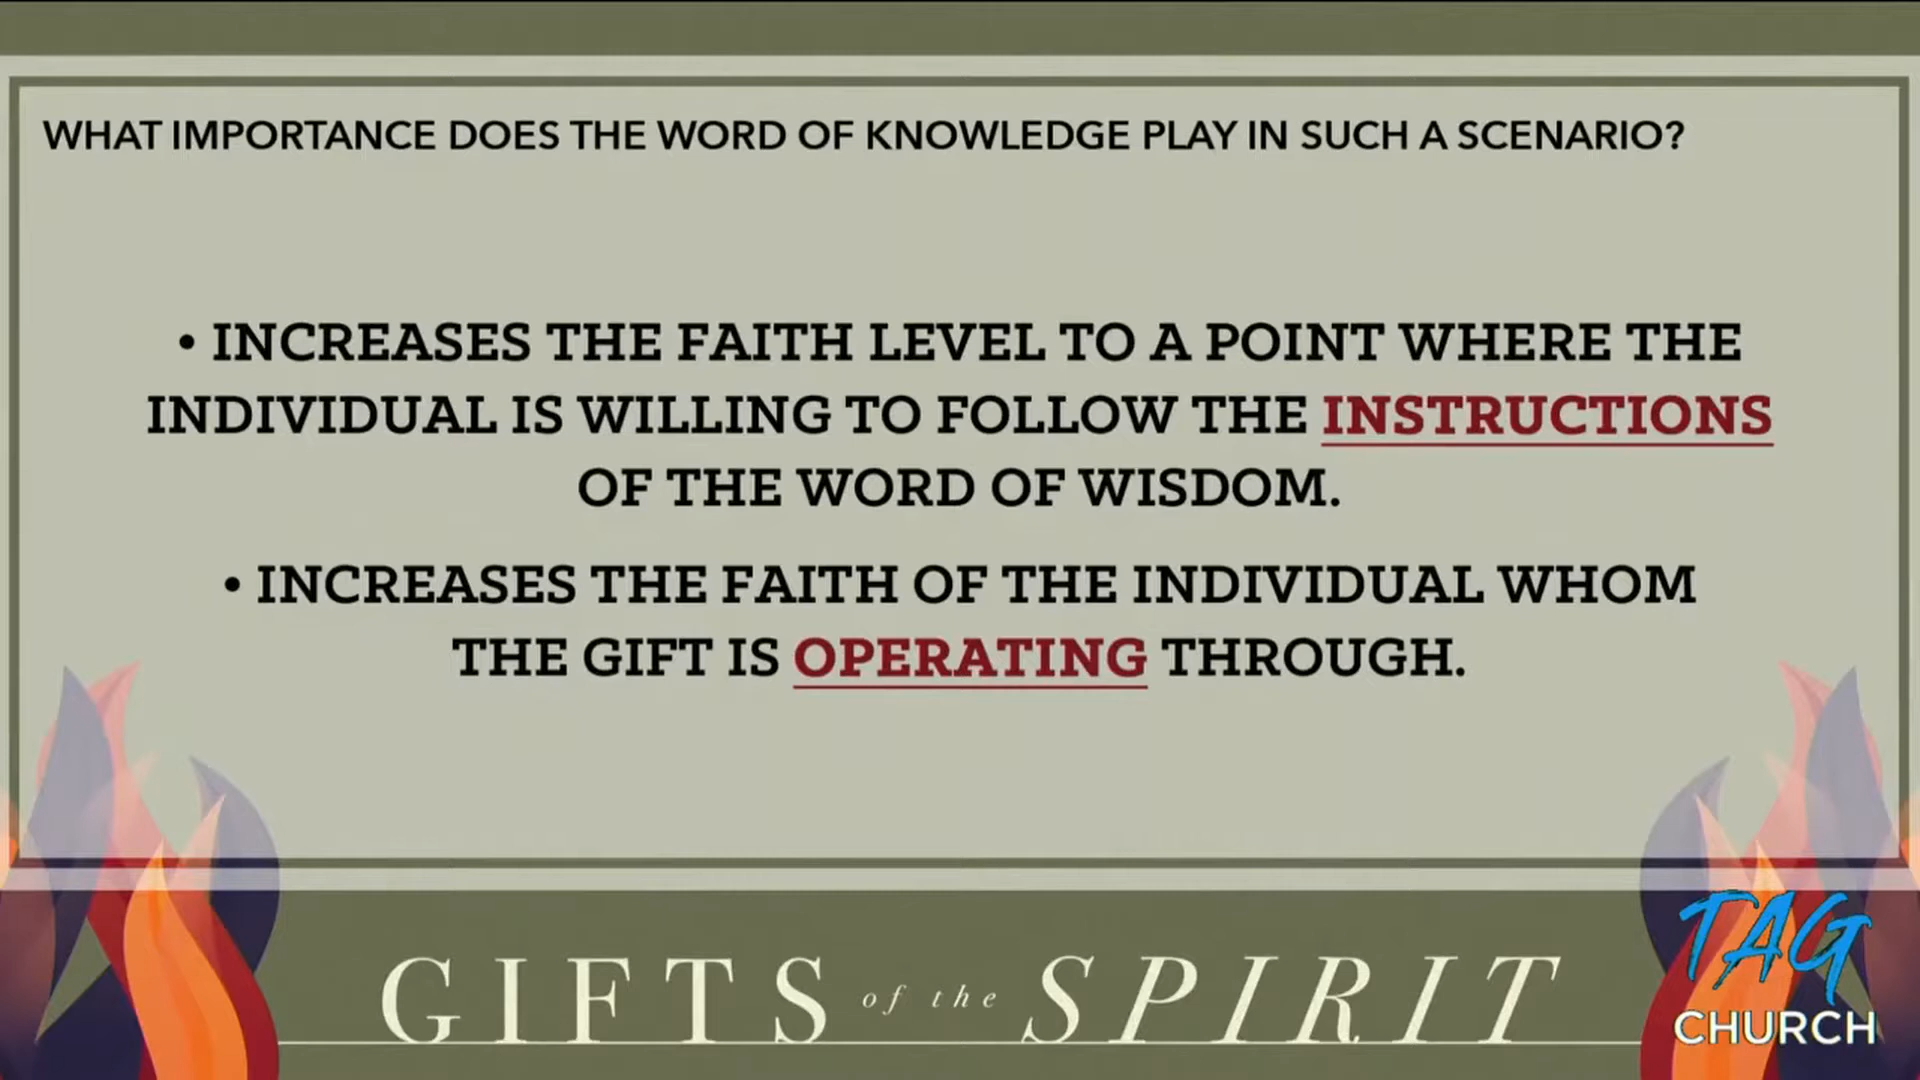 WHAT IMPORTANCE DOES THE WORD OF KNOWLEDGE PLAY IN SUCH A SCENARIO?
• INCREASES THE FAITH LEVEL TO A POINT WHERE THE
INDIVIDUAL IS WILLING TO FOLLOW THE INSTRUCTIONS
OF THE WORD OF WISDOM.
• INCREASES THE FAITH OF THE INDIVIDUAL WHOM
THE GIFT IS OPERATING THROUGH.
GIFTS of the SPIRIT
TAG
CHURCH